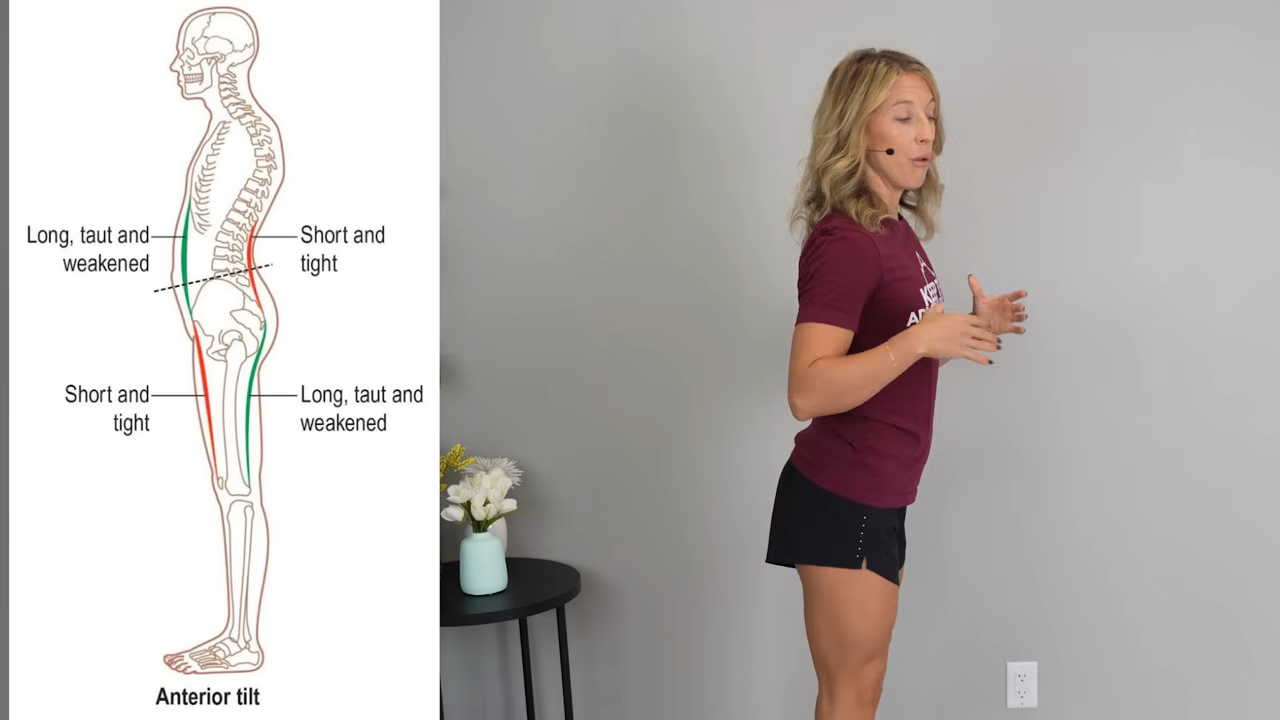 Long, taut and
weakened
Short and
tight
Short and
tight
Long, taut and
weakened
Anterior tilt